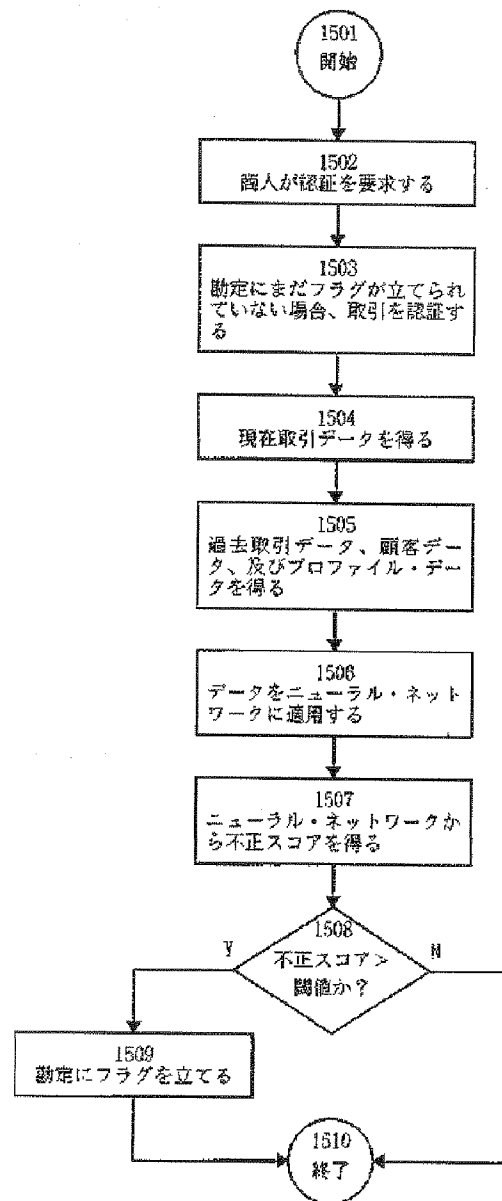 1501
開始
1502
商人が認証を要求する
1503
勘定にまだフラグが立てられ
ていない場合、取引を認証す
る
1504
現在取引データを得る
1505
過去取引データ、顧客デー
タ、及びプロファイル・デー
タを得る
1506
データをニューラル・ネット
ワークに適用する
1507
ニューラル・ネットワークか
ら不正スコアを得る
1508
Y
N
不正スコア>
閾値か?
1509
勘定にフラグを立てる
1510
終了